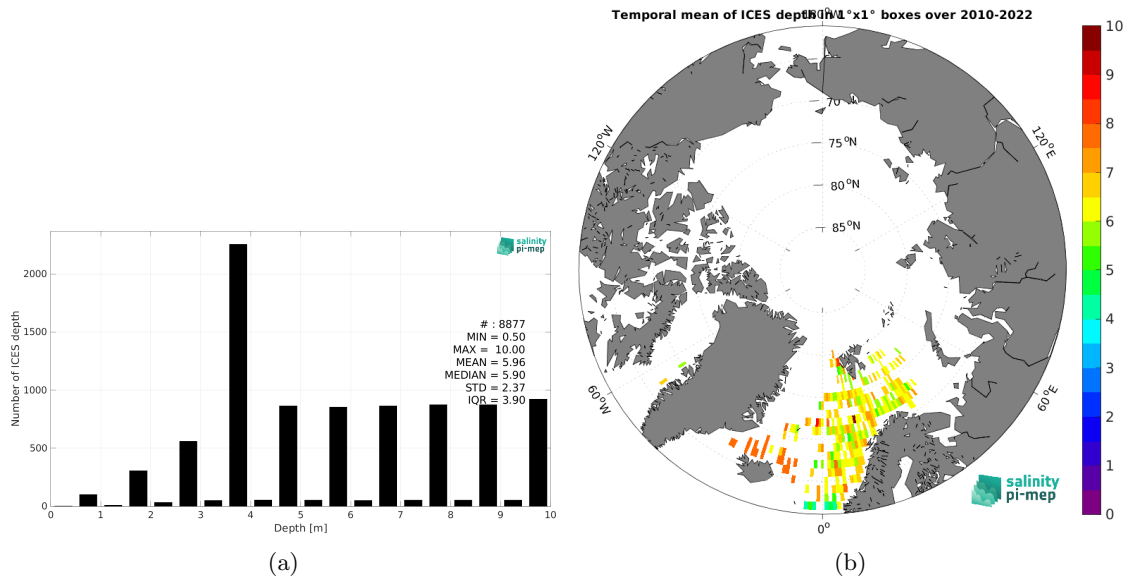 Temporal mean of ICES depth in 1°x1° boxes over 2010-2022
180°W
10
9
8
7
6
5
4
3
2
1
0
120°W
120°E
75°N
80°N
85°N
60°W
60°E
0°
salinity
pi-mep
salinity
pi-mep
Number of ICES depth
2000
1500
1000
500
0
# : 8877
MIN = 0.50
MAX = 10.00
MEAN = 5.96
MEDIAN = 5.90
STD = 2.37
IQR = 3.90
0 1 2 3 4 5 6 7 8 9 10
Depth [m]
(a)
(b)